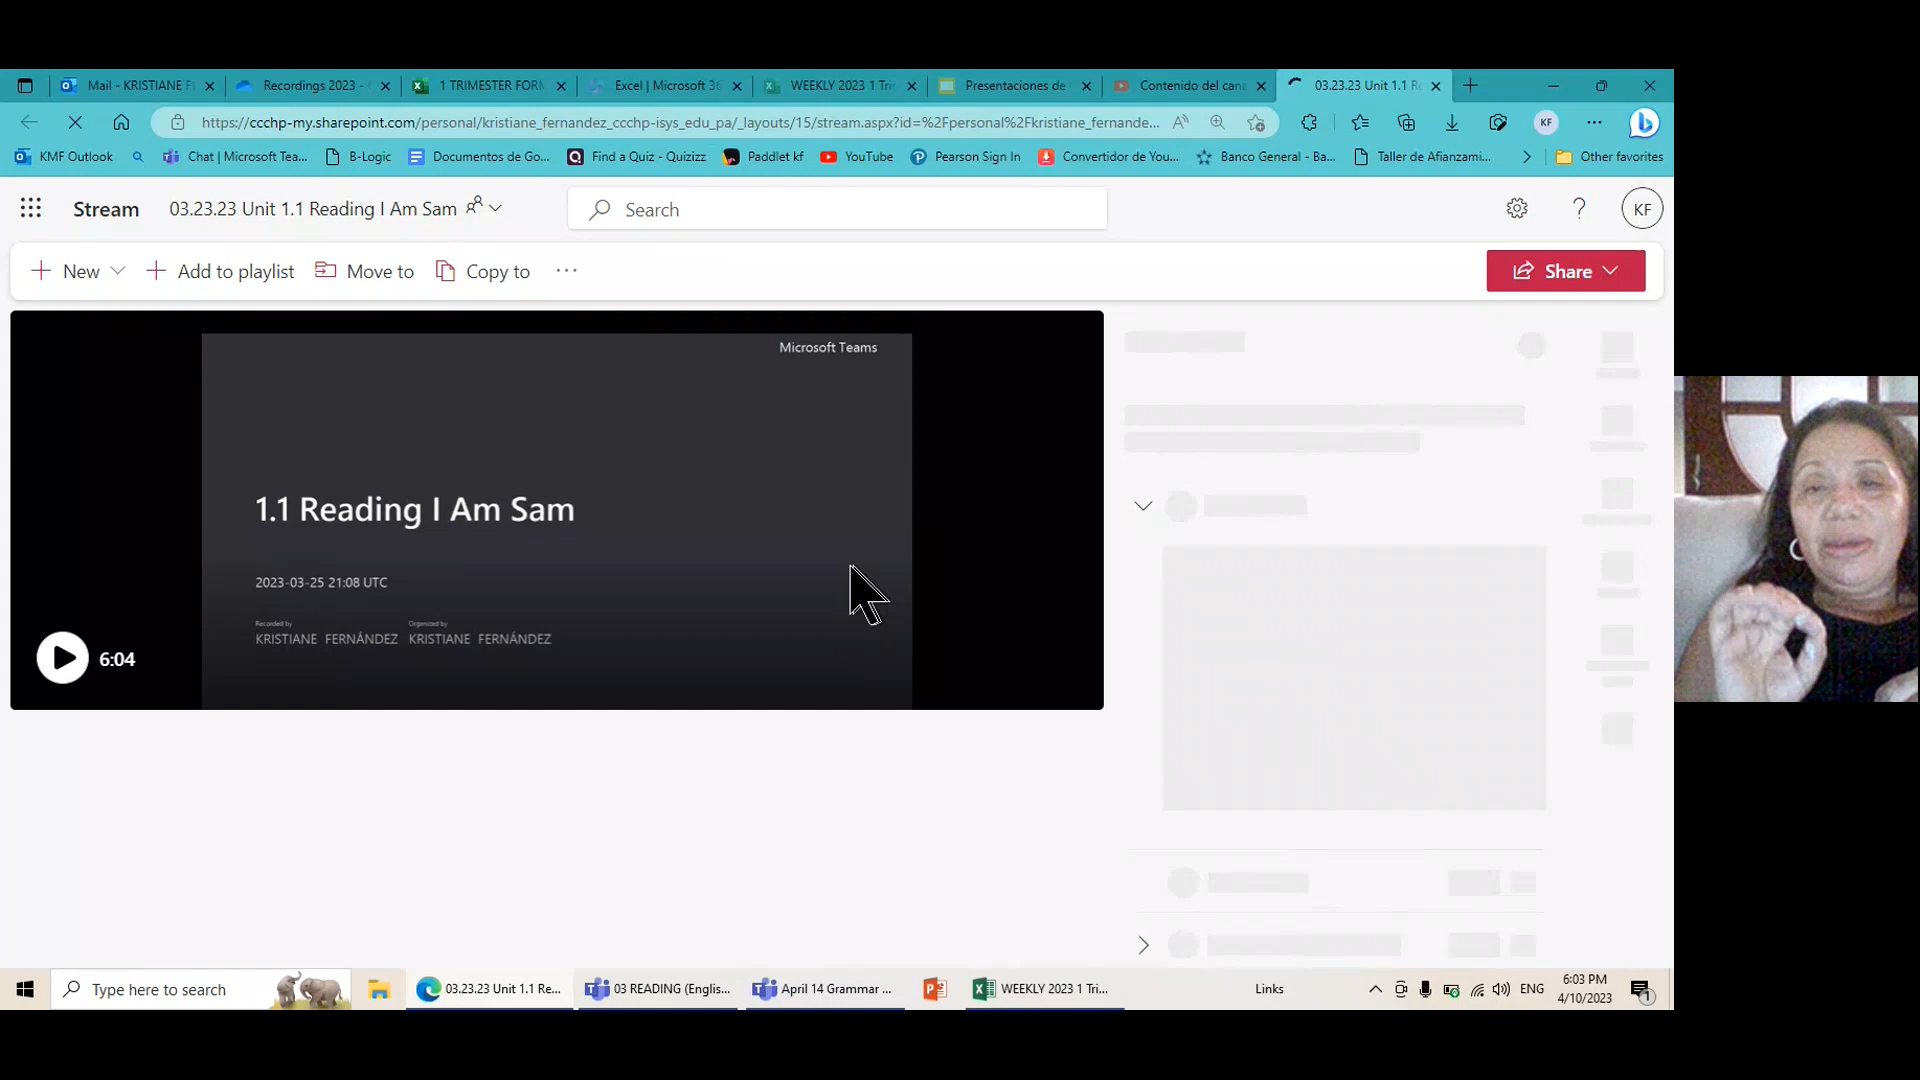 Mail - KRISTIANE F
Recordings 2023 -
1 TRIMESTER FORM
Excel | Microsoft 36
WEEKLY 2023 1 Tri
Presentaciones de
Contenido del can
03.23.23 Unit 1.1 R
https://ccchp-my.sharepoint.com/personal/kristiane_fernandez_ccchp-isys_edu_pa/_layouts/15/stream.aspx?id=%2Fpersonal%2Fkristiane_fernande...
KF
KMF Outlook
Chat | Microsoft Tea...
B-Logic
Documentos de Go...
Find a Quiz - Quizizz
Paddlet kf
YouTube
Pearson Sign In
Convertidor de You...
Banco General - Ba...
Taller de Afianzami...
Other favorites
Stream
03.23.23 Unit 1.1 Reading I Am Sam
Search
KF
New
Add to playlist
Move to
Copy to
Share
Microsoft Teams
1.1 Reading I Am Sam
2023-03-25 21:08 UTC
Recorded by
Organized by
KRISTIANE FERNÁNDEZ
KRISTIANE FERNÁNDEZ
6:04
Type here to search
03.23.23 Unit 1.1 Re...
03 READING (Englis...
April 14 Grammar ...
WEEKLY 2023 1 Tri...
Links
ENG
6:03 PM
4/10/2023
1